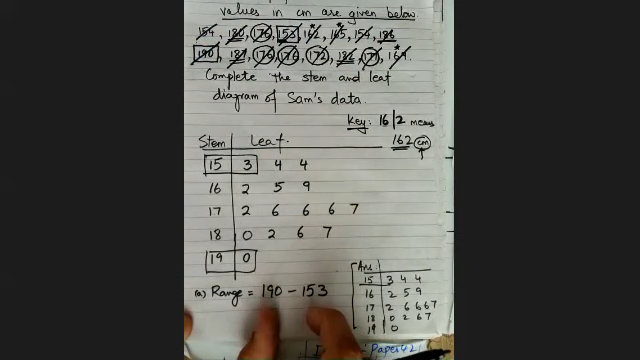 values in cm are given below
154 180 176 153 162 165 154 186
190 187 176 176 172 182 177 169
Complete the stem and leaf
diagram of Sam's data.
Key: 16|2 means
162 cm
Stem Leaf
15 3 4 4
16 2 5 9
17 2 6 6 6 7
18 0 2 6 7
19 0
(a) Range = 190 - 153
Ans:
15 3 4 4
16 2 5 9
17 2 6 6 6 7
18 0 2 6 7
19 0